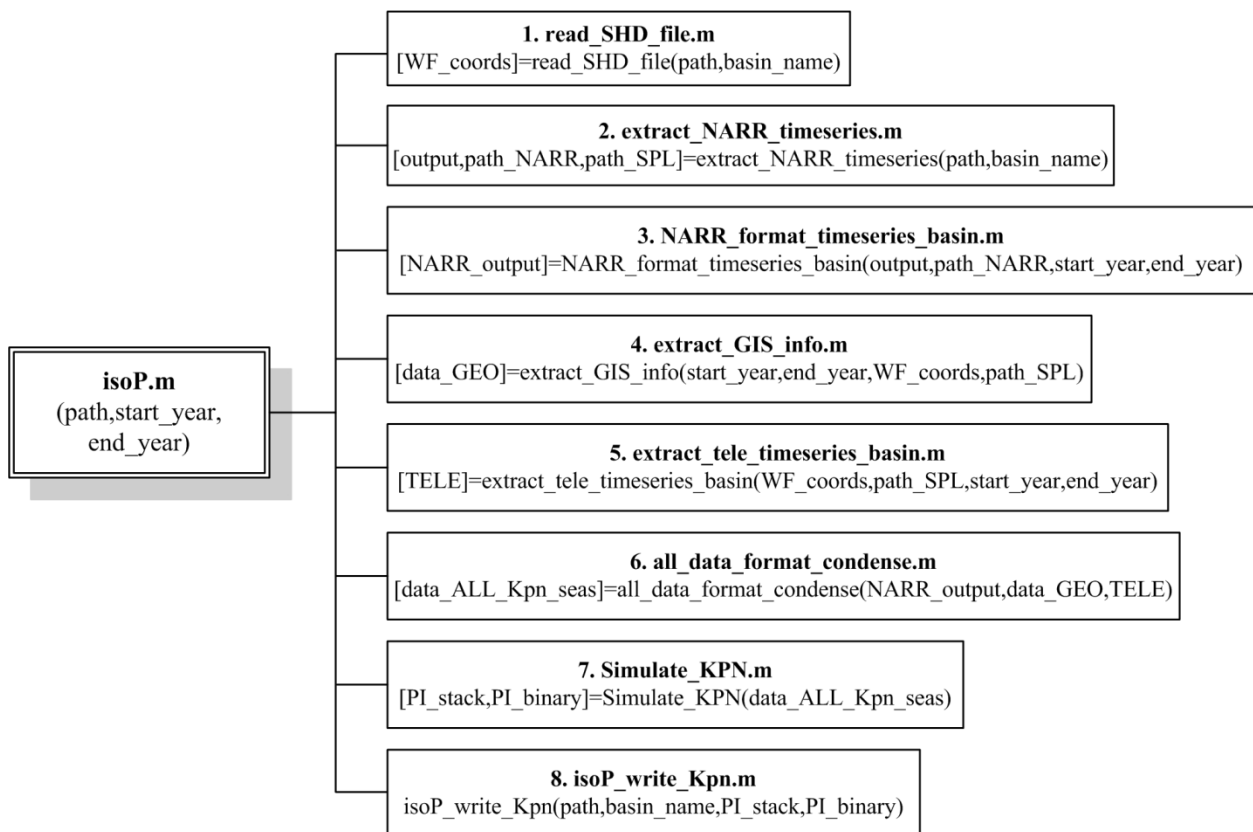 1. read_SHD_file.m
[WF_coords]=read_SHD_file(path,basin_name)
2. extract_NARR_timeseries.m
[output,path_NARR,path_SPL]=extract_NARR_timeseries(path,basin_name)
3. NARR_format_timeseries_basin.m
[NARR_output]=NARR_format_timeseries_basin(output,path_NARR,start_year,end_year)
isoP.m
(path,start_year,
end_year)
4. extract_GIS_info.m
[data_GEO]=extract_GIS_info(start_year,end_year,WF_coords,path_SPL)
5. extract_tele_timeseries_basin.m
[TELE]=extract_tele_timeseries_basin(WF_coords,path_SPL,start_year,end_year)
6. all_data_format_condense.m
[data_ALL_Kpn_seas]=all_data_format_condense(NARR_output,data_GEO,TELE)
7. Simulate_KPN.m
[PI_stack,PI_binary]=Simulate_KPN(data_ALL_Kpn_seas)
8. isoP_write_Kpn.m
isoP_write_Kpn(path,basin_name,PI_stack,PI_binary)